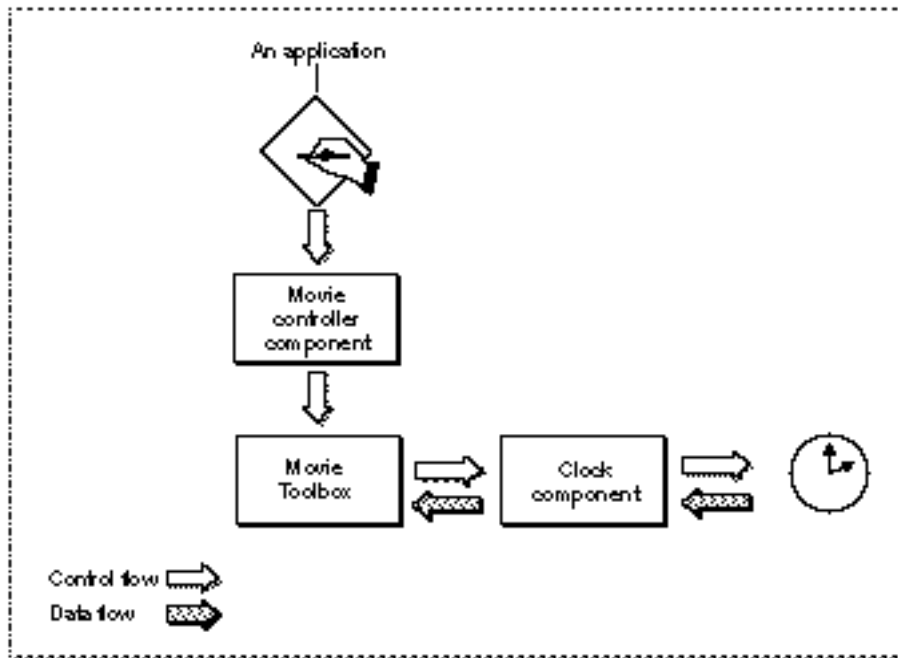 An application
Movie
controller
component
Movie
Toolbox
Clock
component
Control flow
Data flow